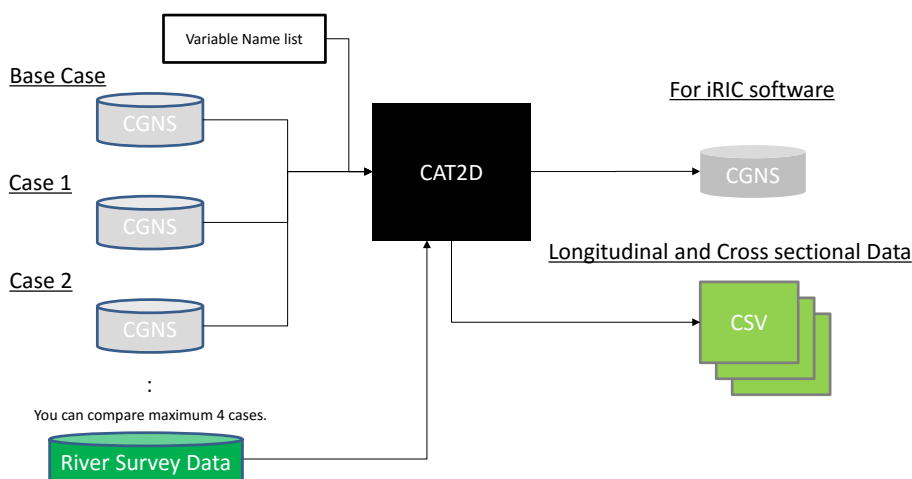 Variable Name list
Base Case
CGNS
Case 1
CGNS
Case 2
CGNS
:
You can compare maximum 4 cases.
River Survey Data
CAT2D
For iRIC software
CGNS
Longitudinal and Cross sectional Data
CSV